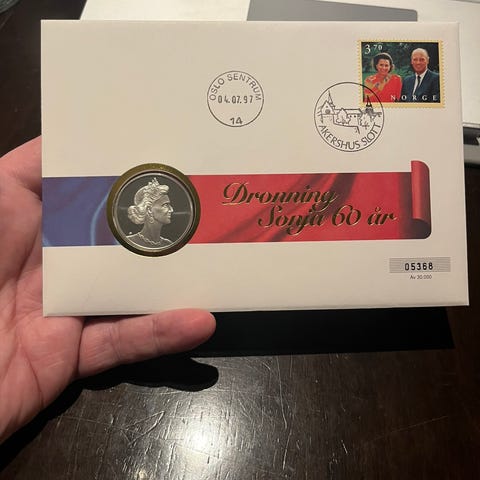 3 70
NORGE
OSLO SENTRUM
04.07.97
14
AKERSHUS SLOTT
Dronning
Sonja 60 år
05368
Av 30.000